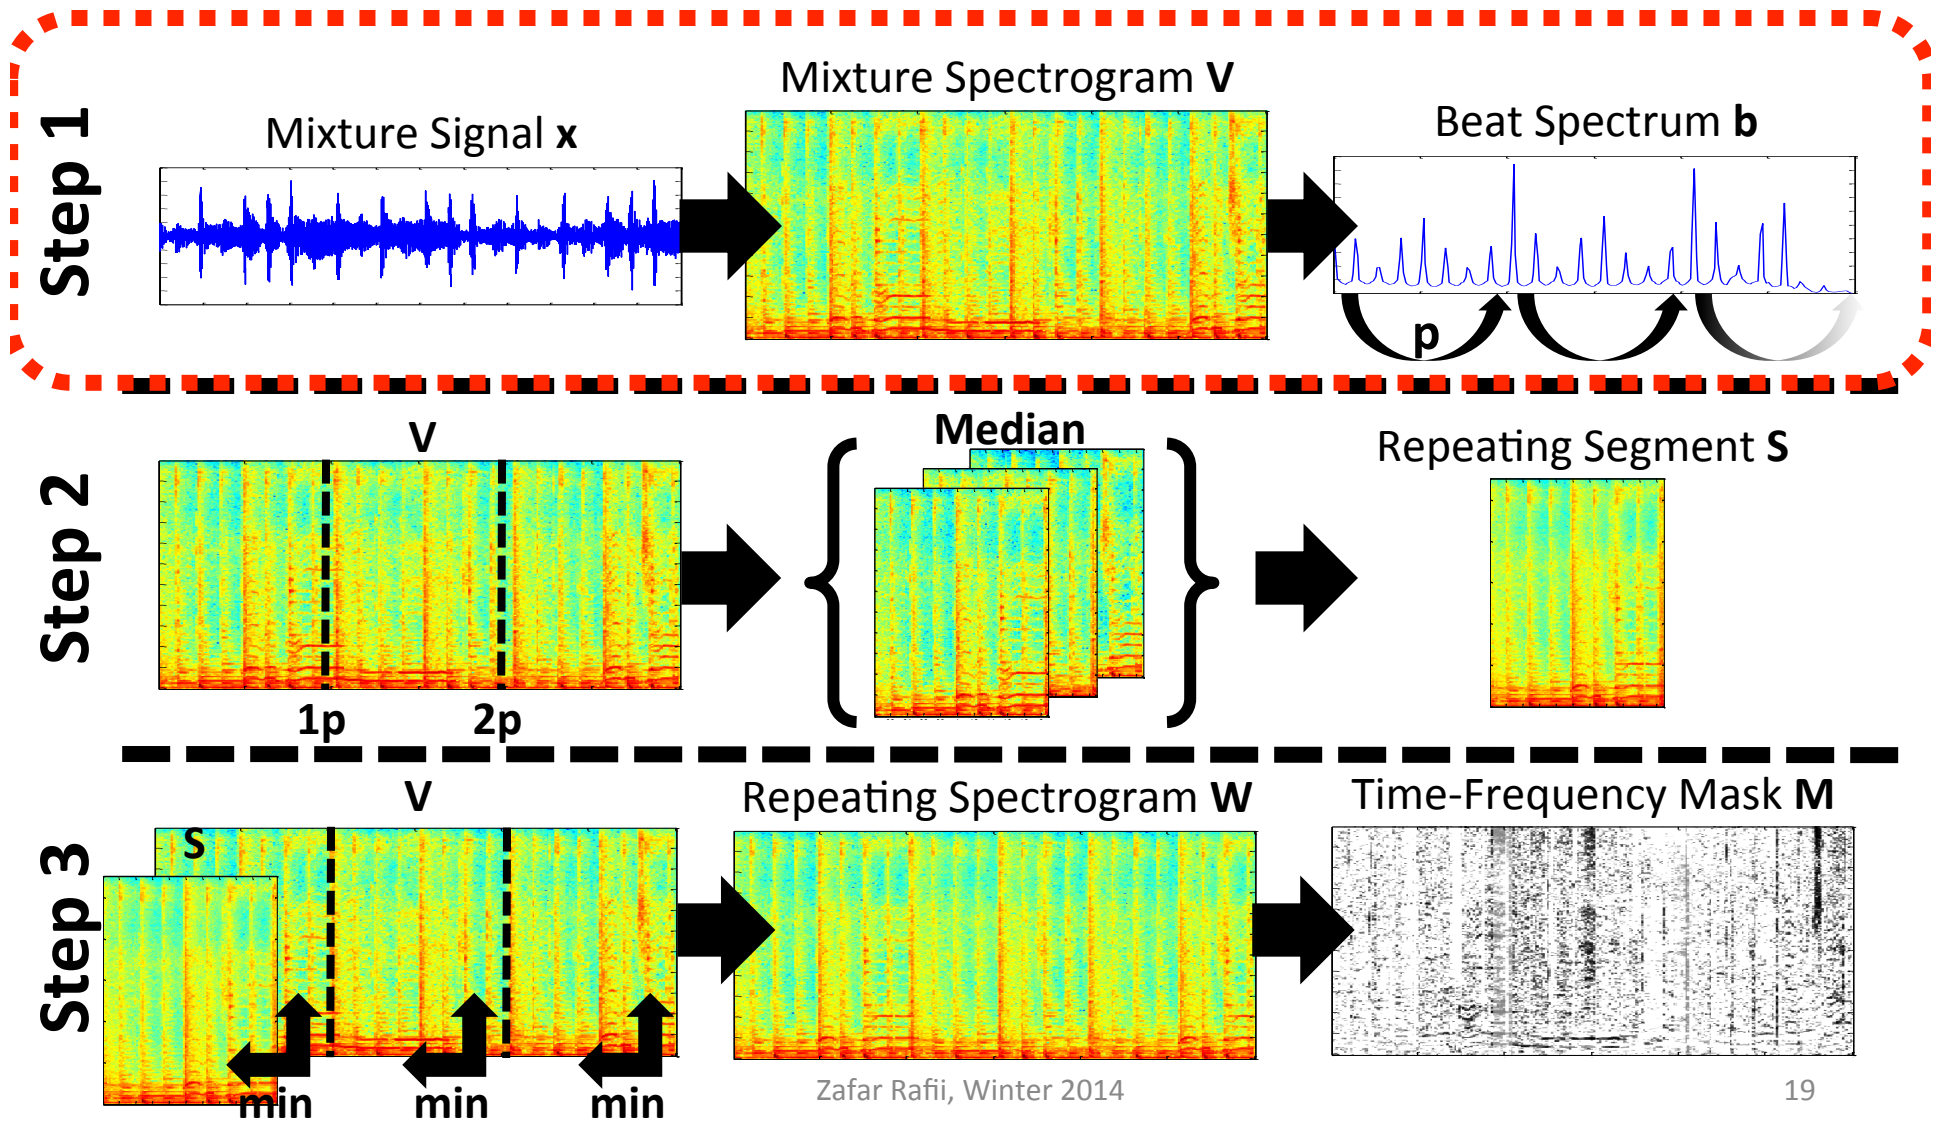 Step 1
Mixture Signal x
Mixture Spectrogram V
Beat Spectrum b
p
Step 2
V
1p
2p
Median
Repeating Segment S
Step 3
V
S
min
min
min
Repeating Spectrogram W
Time-Frequency Mask M
Zafar Rafii, Winter 2014
19